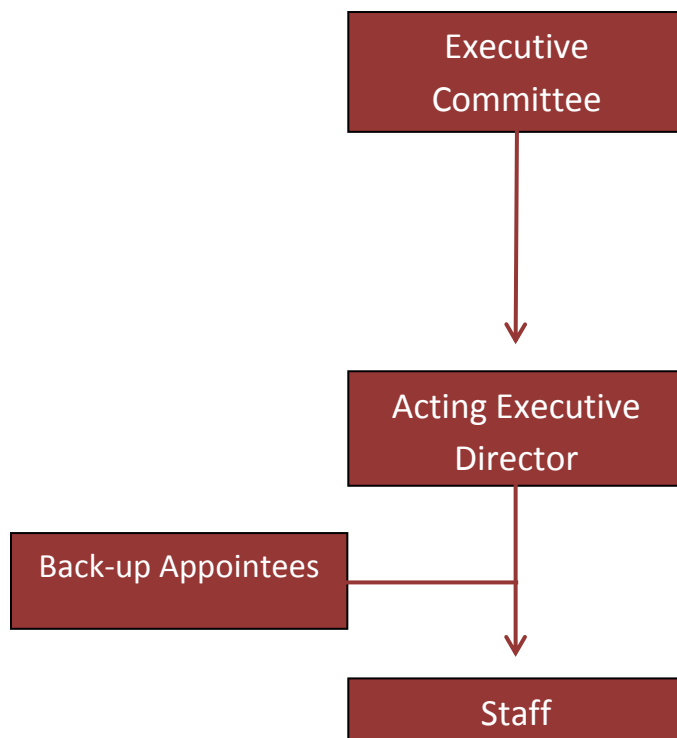 Executive
Committee
Acting Executive
Director
Back-up Appointees
Staff